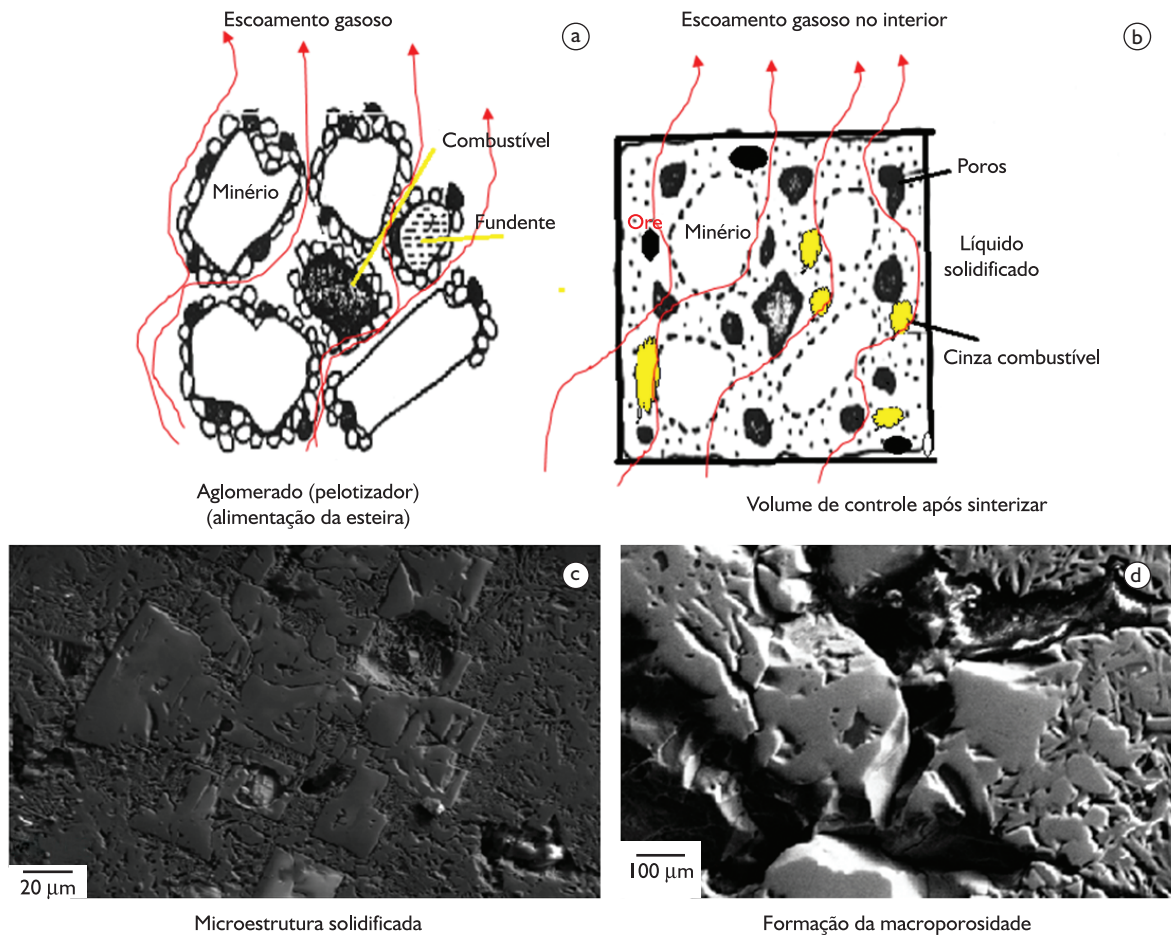 Escoamento gasoso
a
Combustível
Minério
Fundente
Aglomerado (pelotizador)
(alimentação da esteira)
Escoamento gasoso no interior
b
Poros
Ore
Minério
Líquido
solidificado
Cinza combustível
Volume de controle após sinterizar
c
20 μm
Microestrutura solidificada
d
100 μm
Formação da macroporosidade